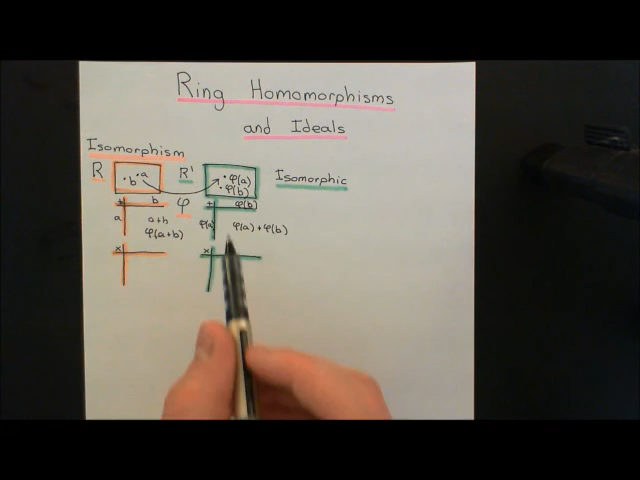 Ring Homomorphisms
and Ideals
Isomorphism
R
·b ·a
R'
·φ(a)
·φ(b)
Isomorphic
+ b
a a+b
φ(a+b)
φ
+ φ(b)
φ(a) φ(a)+φ(b)
×
×